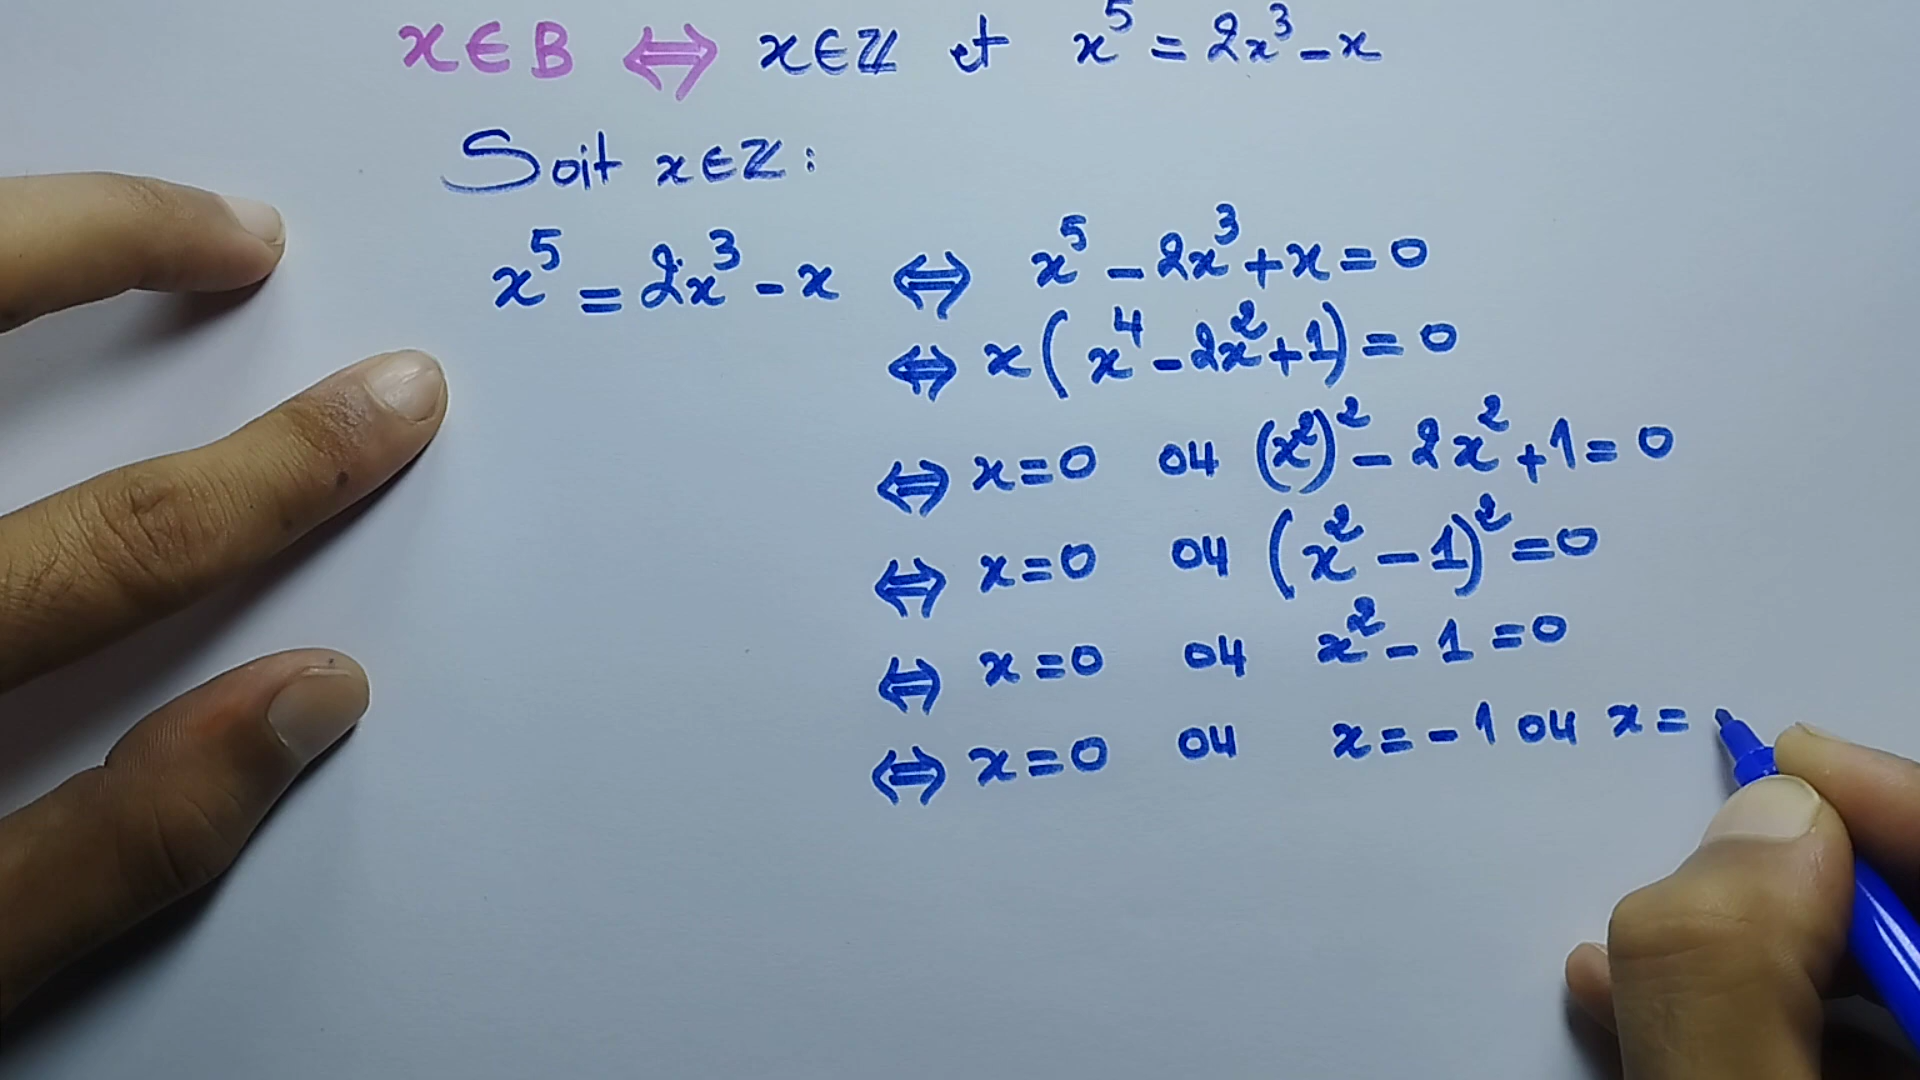 x∈B ⇔ x∈ℤ et x⁵ = 2x³ - x
Soit x∈ℤ :
x⁵ = 2x³ - x ⇔ x⁵ - 2x³ + x = 0
⇔ x(x⁴ - 2x² + 1) = 0
⇔ x = 0 ou (x²)² - 2x² + 1 = 0
⇔ x = 0 ou (x² - 1)² = 0
⇔ x = 0 ou x² - 1 = 0
⇔ x = 0 ou x = -1 ou x =